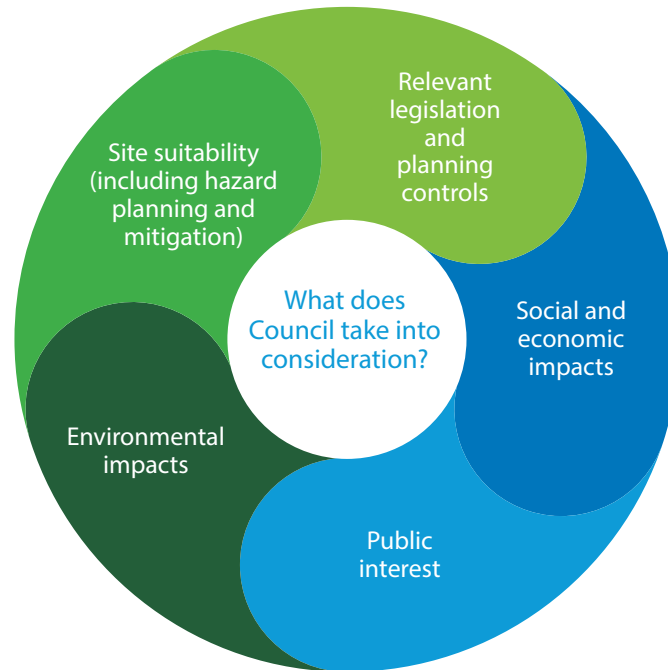 What does
Council take into
consideration?
Relevant
legislation
and
planning
controls
Social and
economic
impacts
Public
interest
Environmental
impacts
Site suitability
(including hazard
planning and
mitigation)